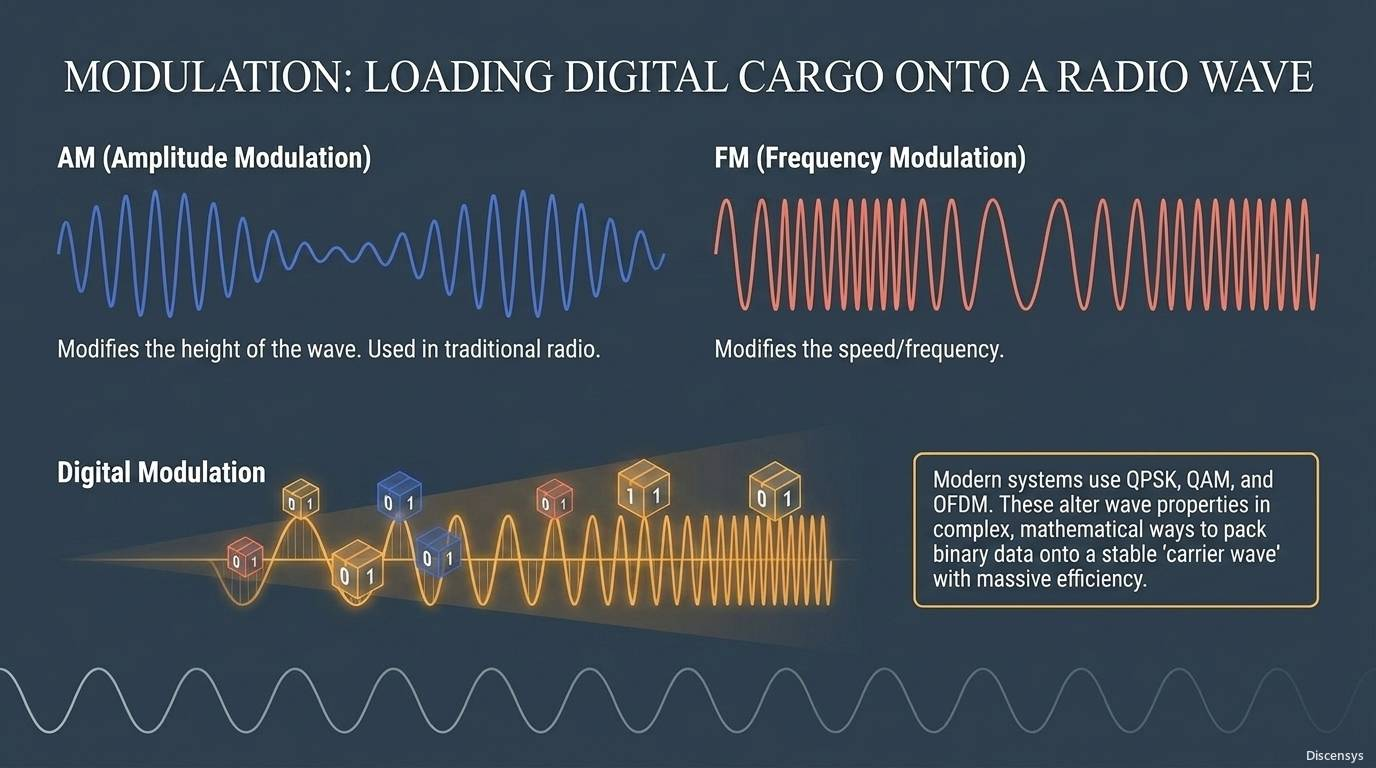 MODULATION: LOADING DIGITAL CARGO ONTO A RADIO WAVE
AM (Amplitude Modulation)
Modifies the height of the wave. Used in traditional radio.
FM (Frequency Modulation)
Modifies the speed/frequency.
Digital Modulation
0 1
0 1
0 1
0 1
0 1
0 1
1 1
0 1
Modern systems use QPSK, QAM, and
OFDM. These alter wave properties in
complex, mathematical ways to pack
binary data onto a stable ‘carrier wave’
with massive efficiency.
Discensys